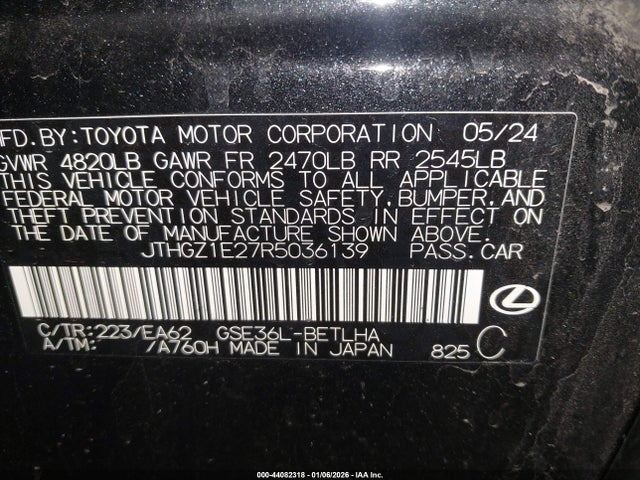 MFD.BY:TOYOTA MOTOR CORPORATION 05/24
GVWR 4820LB GAWR FR 2470LB RR 2545LB
THIS VEHICLE CONFORMS TO ALL APPLICABLE
FEDERAL MOTOR VEHICLE SAFETY,BUMPER,AND
THEFT PREVENTION STANDARDS IN EFFECT ON
THE DATE OF MANUFACTURE SHOWN ABOVE.
JTHGZ1E27R5036139 PASS.CAR
C/TR:223/EA62 GSE36L-BETLHA
A/TM: /A760H MADE IN JAPAN 825 C
000-44082318 - 01/06/2026 - IAA Inc.